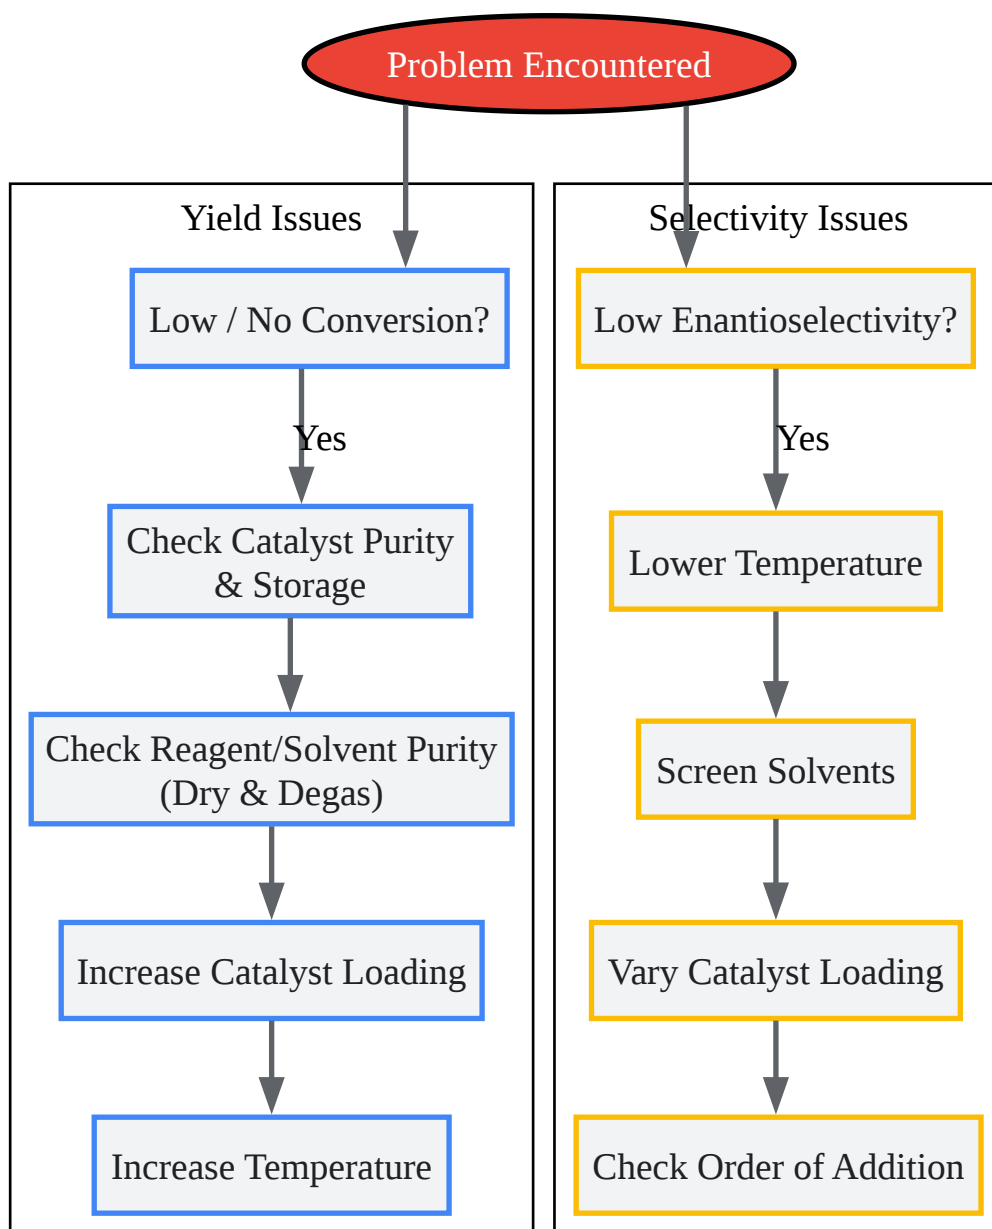 Problem Encountered
Yield Issues
Low / No Conversion?
Yes
Check Catalyst Purity
& Storage
Check Reagent/Solvent Purity
(Dry & Degas)
Increase Catalyst Loading
Increase Temperature
Selectivity Issues
Low Enantioselectivity?
Yes
Lower Temperature
Screen Solvents
Vary Catalyst Loading
Check Order of Addition